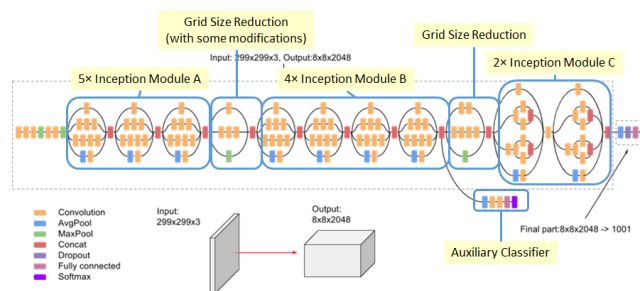 Grid Size Reduction
(with some modifications)
Grid Size Reduction
Input: 299x299x3, Output:8x8x2048
5× Inception Module A
4× Inception Module B
2× Inception Module C
Convolution
AvgPool
MaxPool
Concat
Dropout
Fully connected
Softmax
Input:
299x299x3
Output:
8x8x2048
Auxiliary Classifier
Final part:8x8x2048 -> 1001